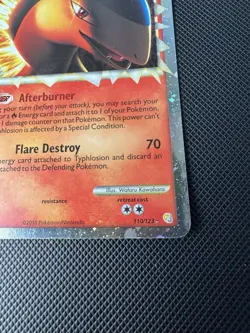 Afterburner
ng your turn (before your attack), you may search your
for a Energy card and attach it to 1 of your Pokémon.
1 damage counter on that Pokémon. This power can't
yphlosion is affected by a Special Condition.
Flare Destroy 70
Energy card attached to Typhlosion and discard an
attached to the Defending Pokémon.
Illus. Wataru Kawahara
resistance retreat cost
©2010 Pokémon/Nintendo 110/123